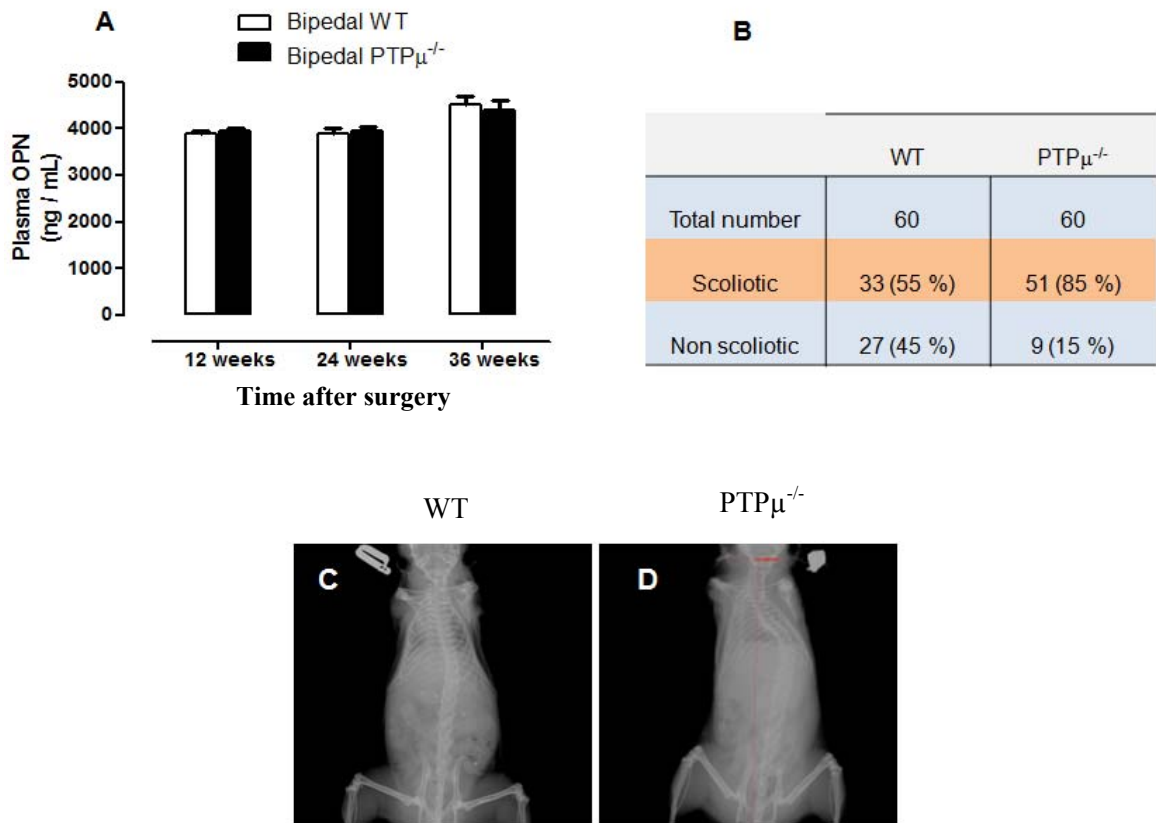 A
Bipedal WT
Bipedal PTPμ-/-
B
Plasma OPN
(ng / mL)
5000
4000
3000
2000
1000
0
12 weeks 24 weeks 36 weeks
Time after surgery
WT PTPμ-/-
Total number 60 60
Scoliotic 33 (55 %) 51 (85 %)
Non scoliotic 27 (45 %) 9 (15 %)
WT PTPμ-/-
C D